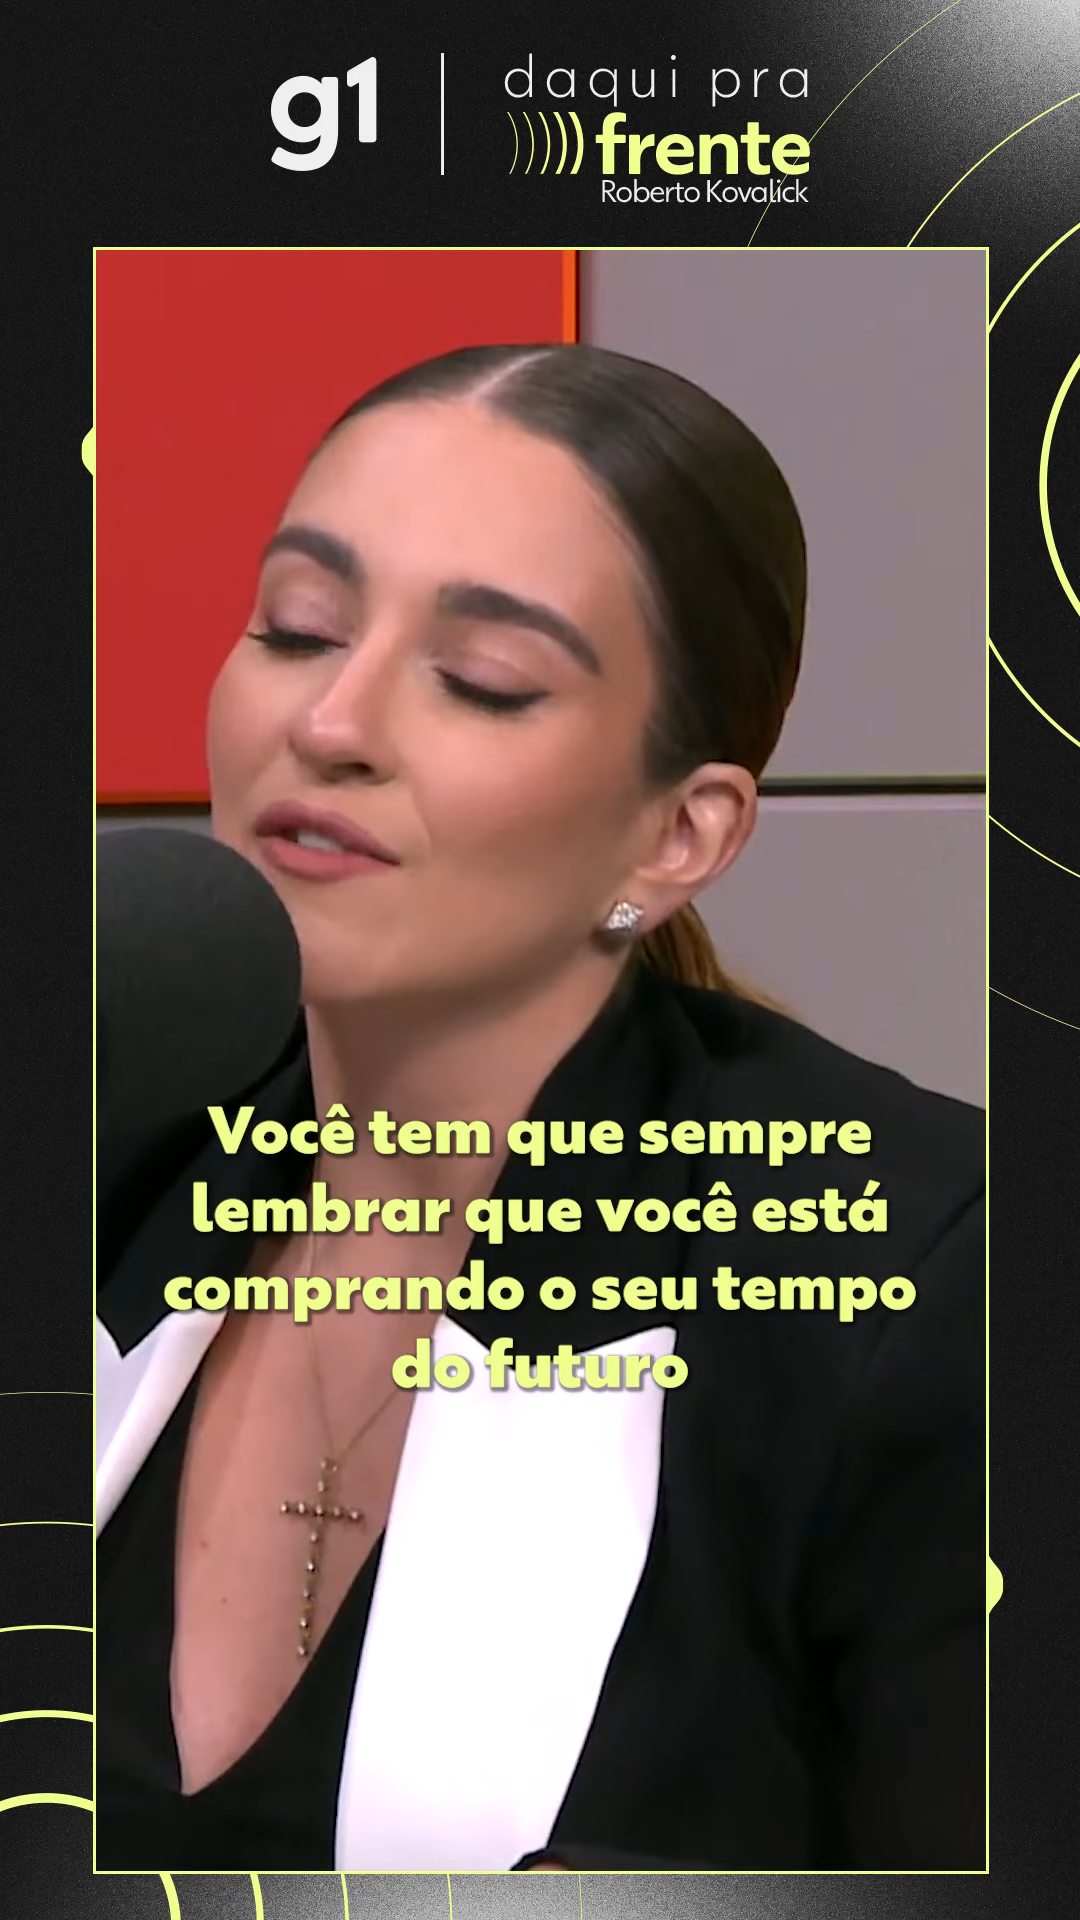 g1
daqui pra
frente
Roberto Kovalick
Você tem que sempre
lembrar que você está
comprando o seu tempo
do futuro